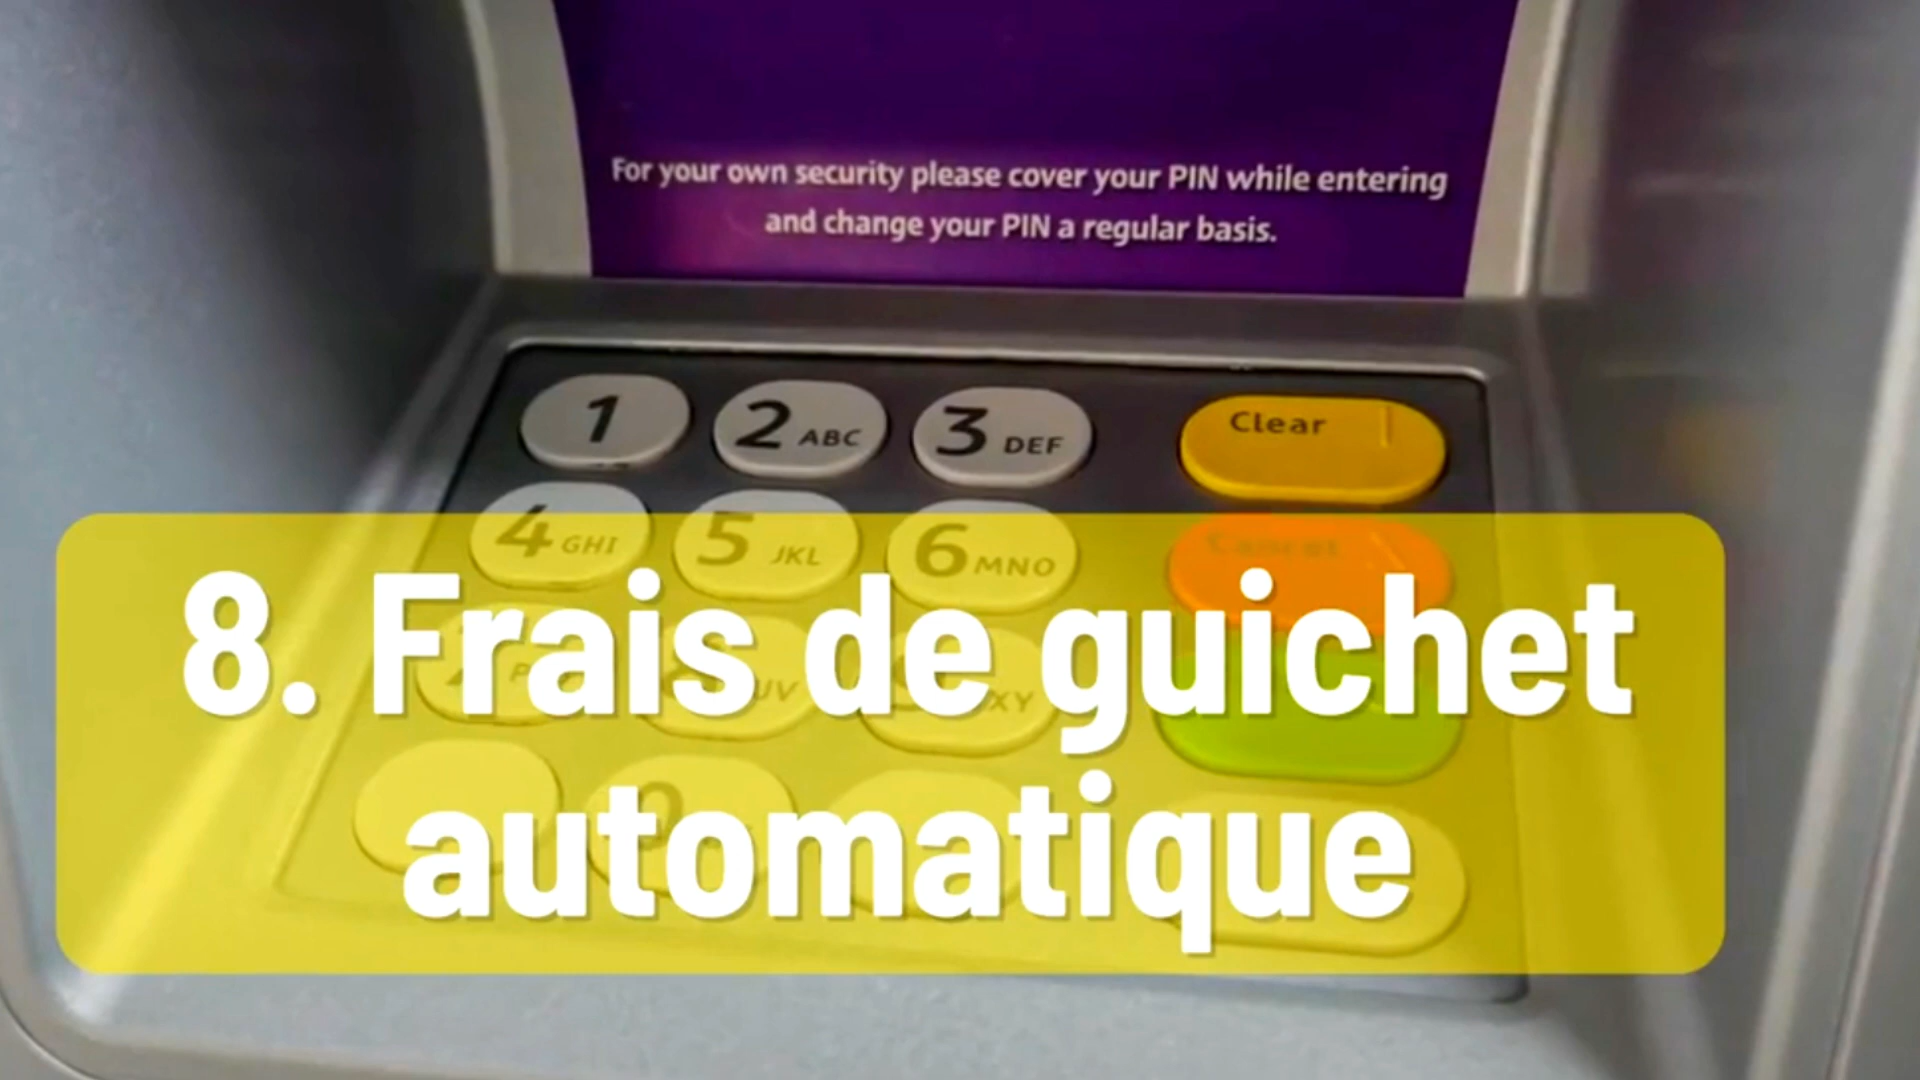 For your own security please cover your PIN while entering
and change your PIN a regular basis.
1
2 ABC
3 DEF
Clear
4 GHI
5 JKL
6 MNO
Cancel
8. Frais de guichet
automatique